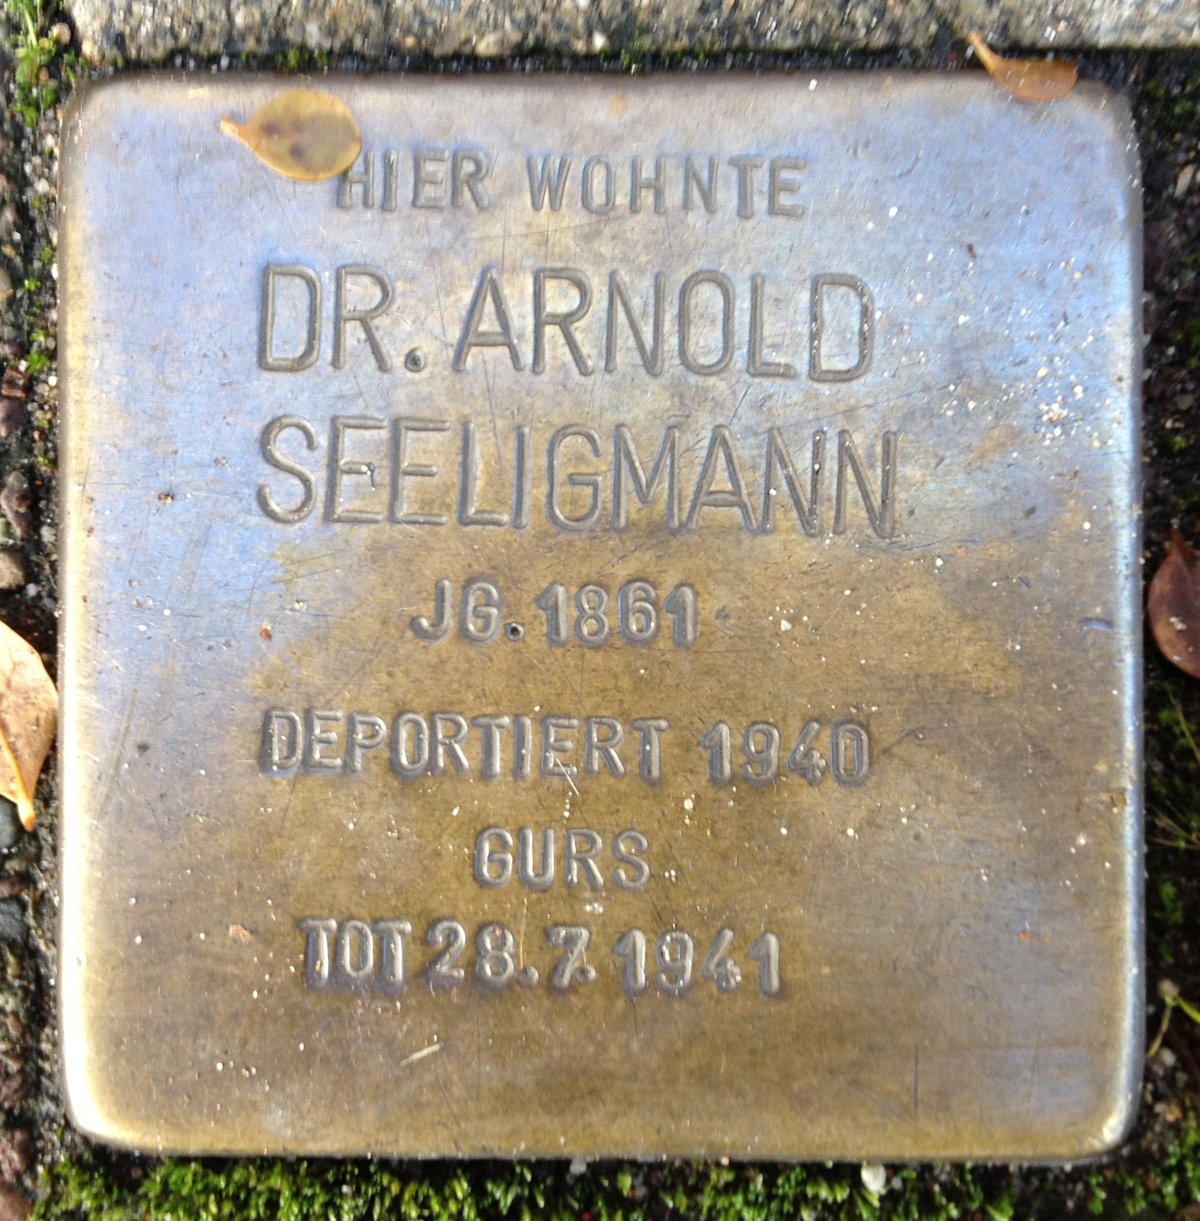 HIER WOHNTE
DR. ARNOLD
SEELIGMANN
JG. 1861
DEPORTIERT 1940
GURS
TOT 28.7.1941